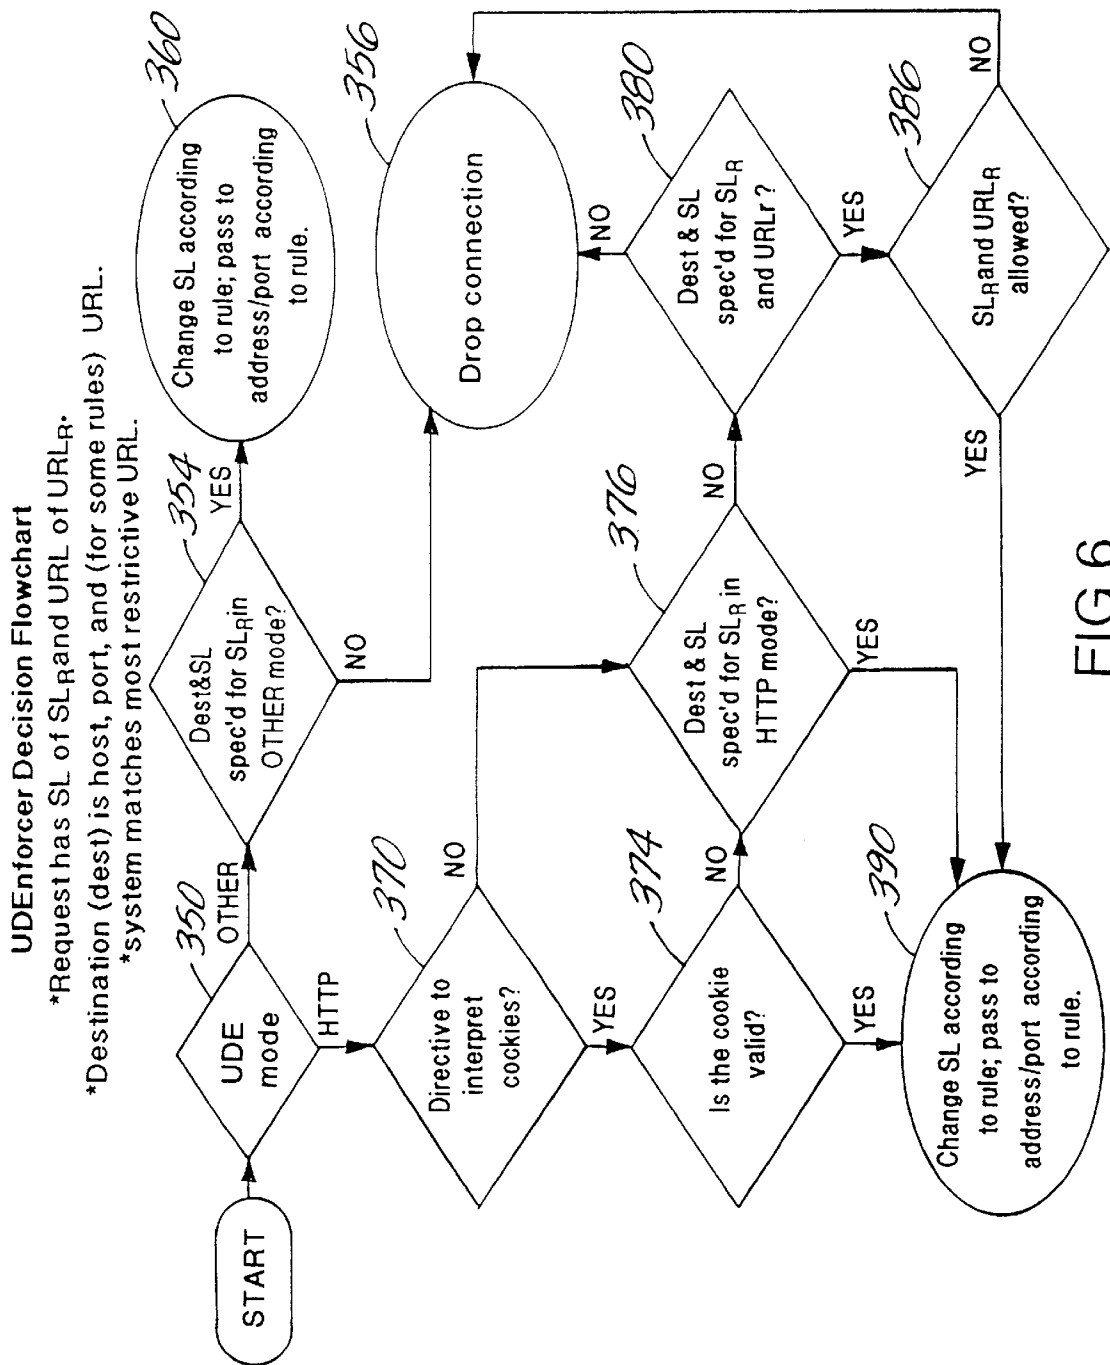 UDEnforcer Decision Flowchart
*Request has SL of SLR and URL of URLR.
*Destination (dest) is host, port, and (for some rules) URL.
*system matches most restrictive URL.
START
350
UDE
mode
OTHER
HTTP
354
Dest&SL
spec'd for SLR in
OTHER mode?
YES
NO
360
Change SL according
to rule; pass to
address/port according
to rule.
356
Drop connection
370
Directive to
interpret
cockies?
NO
YES
374
Is the cookie
valid?
NO
YES
376
Dest & SL
spec'd for SLR in
HTTP mode?
NO
YES
380
Dest & SL
spec'd for SLR
and URLr ?
NO
YES
386
SLR and URLR
allowed?
NO
YES
390
Change SL according
to rule; pass to
address/port according
to rule.
FIG.6